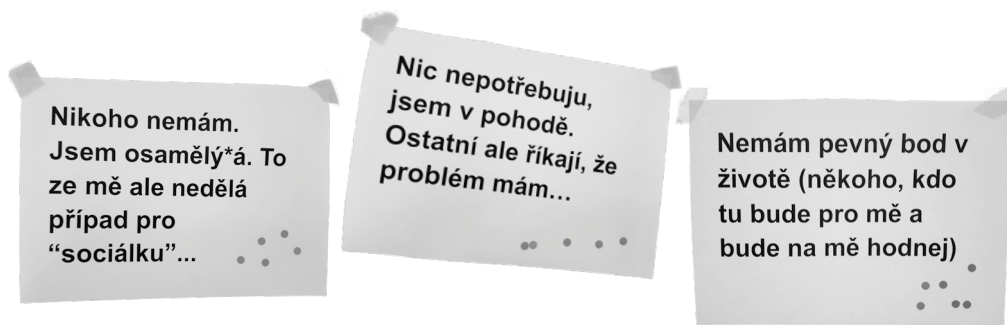 Nikoho nemám.
Jsem osamělý*á. To
ze mě ale nedělá
případ pro
“sociálku”...
Nic nepotřebuju,
jsem v pohodě.
Ostatní ale říkají, že
problém mám...
Nemám pevný bod v
životě (někoho, kdo
tu bude pro mě a
bude na mě hodnej)